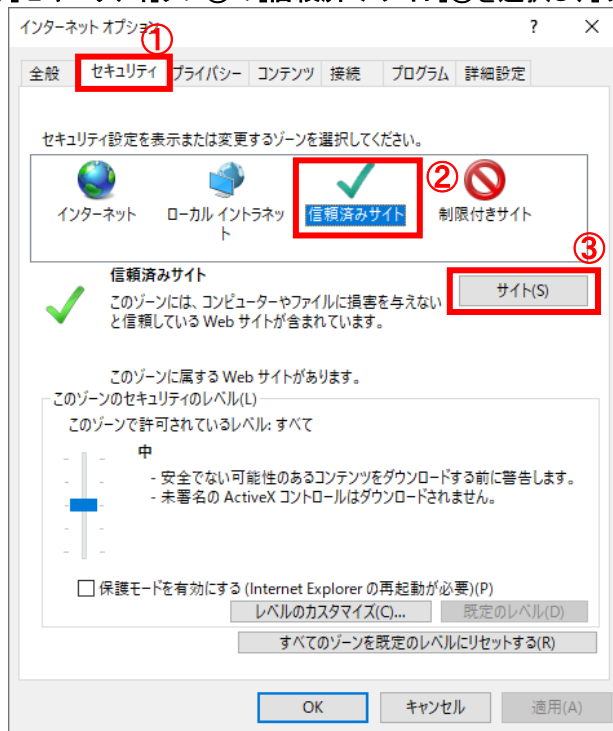 インターネット オプション ? ×
①
全般 セキュリティ プライバシー コンテンツ 接続 プログラム 詳細設定
セキュリティ設定を表示または変更するゾーンを選択してください。
②
インターネット ローカル イントラネット 信頼済みサイト 制限付きサイト
③
信頼済みサイト
サイト(S)
このゾーンには、コンピューターやファイルに損害を与えない
と信頼している Web サイトが含まれています。
このゾーンに属する Web サイトがあります。
このゾーンのセキュリティのレベル(L)
このゾーンで許可されているレベル: すべて
中
- 安全でない可能性のあるコンテンツをダウンロードする前に警告します。
- 未署名の ActiveX コントロールはダウンロードされません。
保護モードを有効にする (Internet Explorer の再起動が必要)(P)
レベルのカスタマイズ(C)... 既定のレベル(D)
すべてのゾーンを既定のレベルにリセットする(R)
OK キャンセル 適用(A)